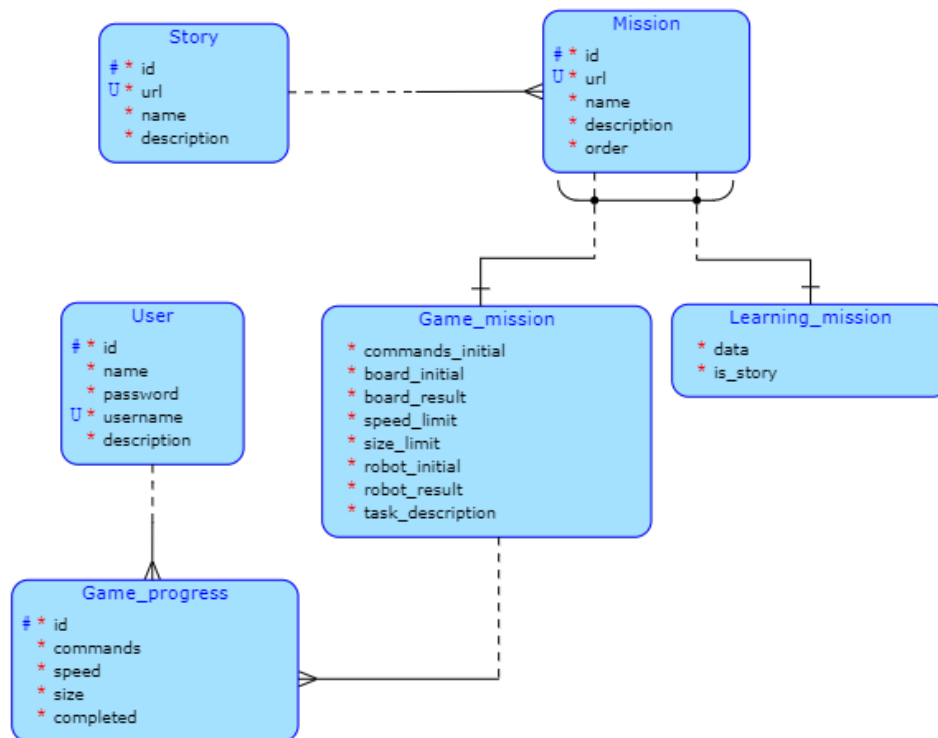 Story
# * id
U * url
* name
* description
Mission
# * id
U * url
* name
* description
* order
User
# * id
* name
* password
U * username
* description
Game_mission
* commands_initial
* board_initial
* board_result
* speed_limit
* size_limit
* robot_initial
* robot_result
* task_description
Learning_mission
* data
* is_story
Game_progress
# * id
* commands
* speed
* size
* completed